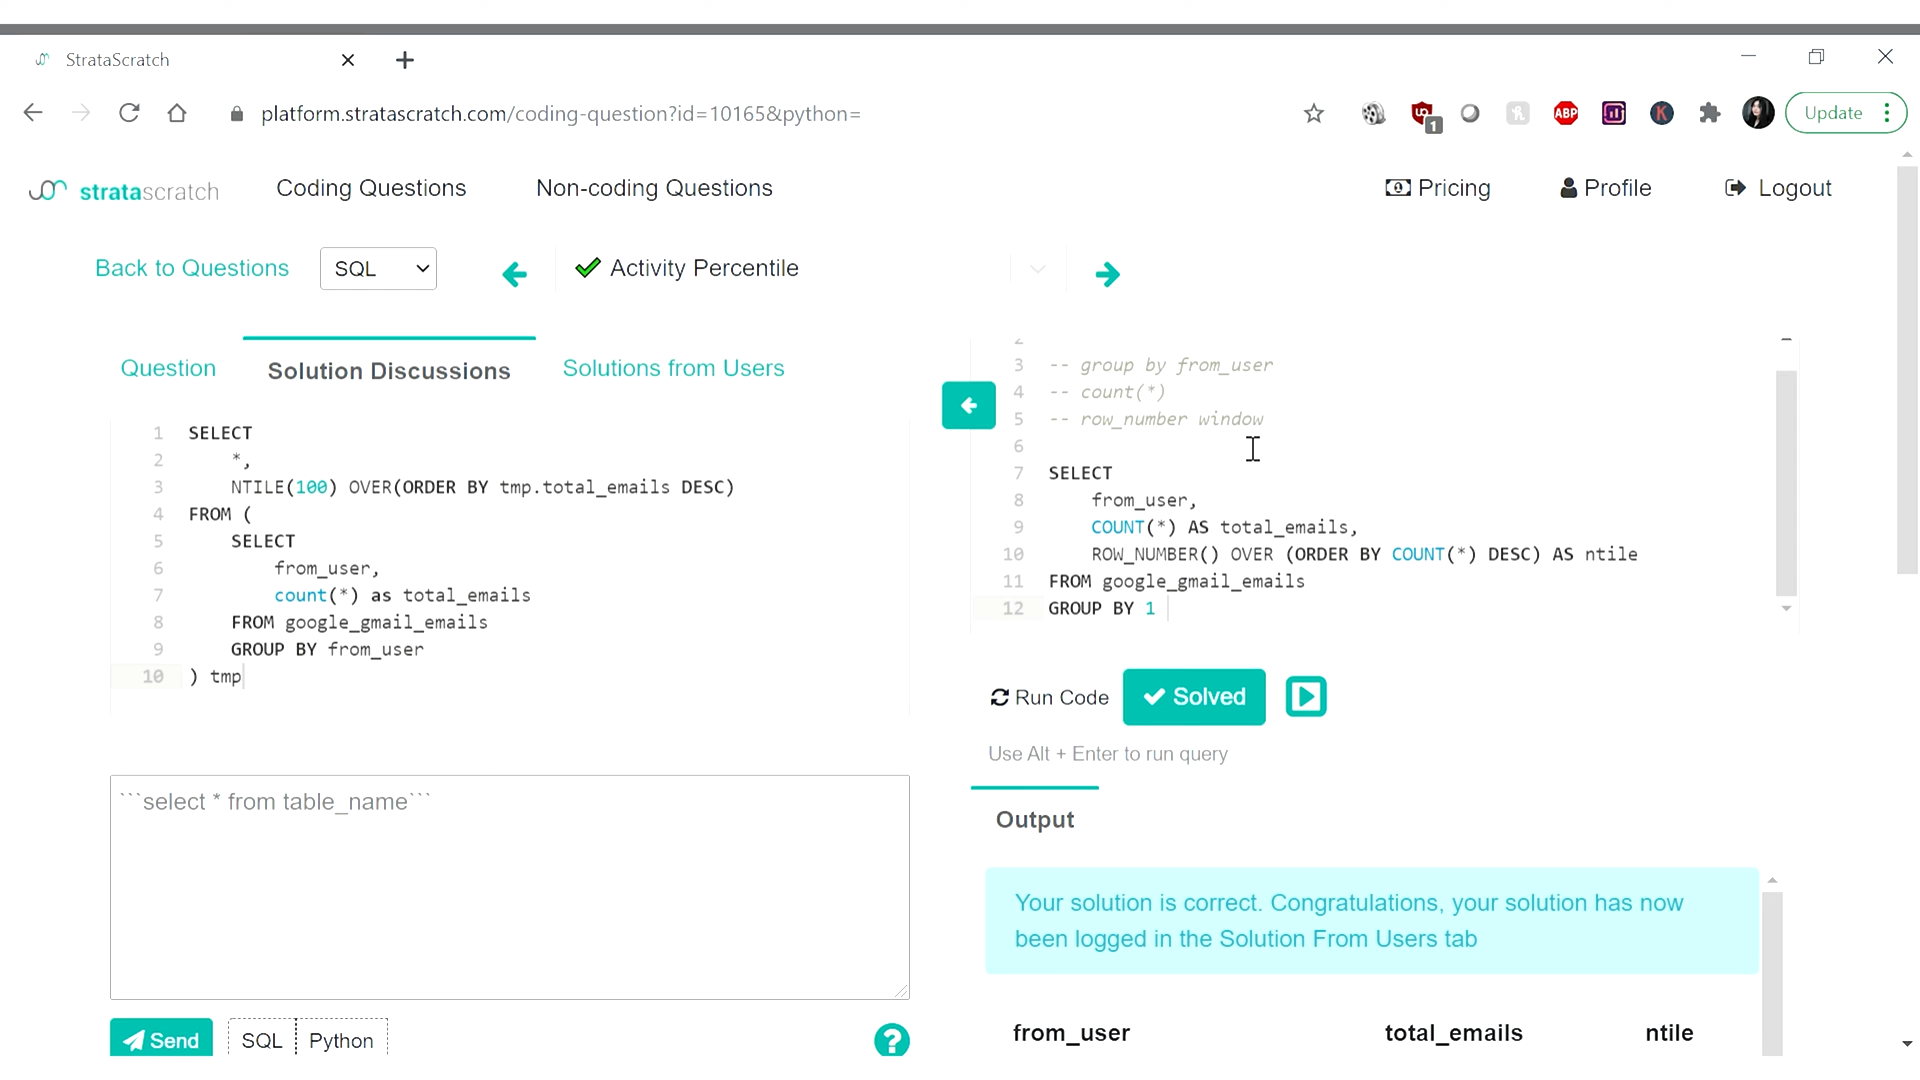 StrataScratch
platform.stratascratch.com/coding-question?id=10165&python=
1
ABP
K
Update
stratascratch
Coding Questions
Non-coding Questions
Pricing
Profile
Logout
Back to Questions
SQL
Activity Percentile
Question
Solution Discussions
Solutions from Users
1 SELECT
2 *,
3 NTILE(100) OVER(ORDER BY tmp.total_emails DESC)
4 FROM (
5 SELECT
6 from_user,
7 count(*) as total_emails
8 FROM google_gmail_emails
9 GROUP BY from_user
10 ) tmp
```select * from table_name```
Send
SQL
Python
?
2
3 -- group by from_user
4 -- count(*)
5 -- row_number window
6
7 SELECT
8 from_user,
9 COUNT(*) AS total_emails,
10 ROW_NUMBER() OVER (ORDER BY COUNT(*) DESC) AS ntile
11 FROM google_gmail_emails
12 GROUP BY 1
Run Code
Solved
Use Alt + Enter to run query
Output
Your solution is correct. Congratulations, your solution has now
been logged in the Solution From Users tab
from_user total_emails ntile